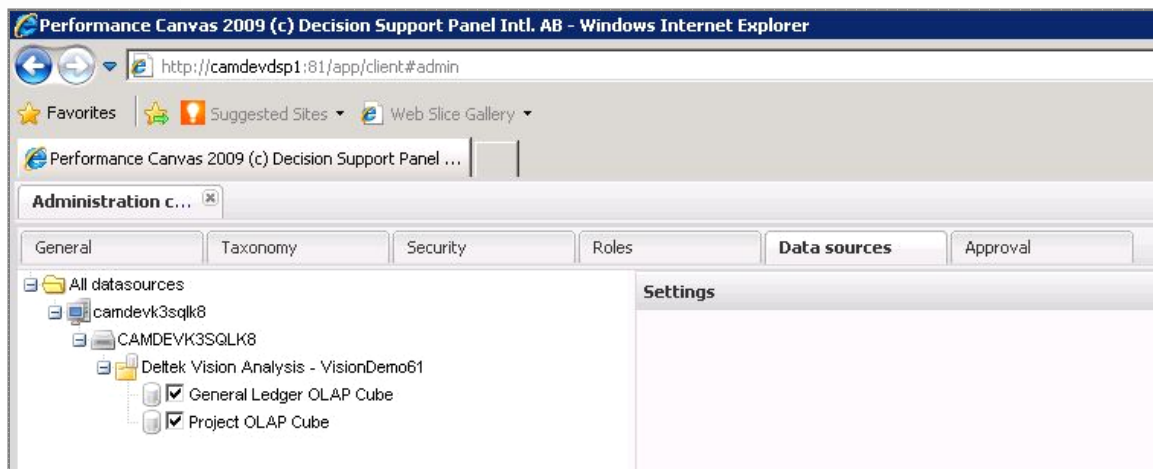 Performance Canvas 2009 (c) Decision Support Panel Intl. AB - Windows Internet Explorer
http://camdevdsp1:81/app/client#admin
Favorites Suggested Sites Web Slice Gallery
Performance Canvas 2009 (c) Decision Support Panel ...
Administration c...
General Taxonomy Security Roles Data sources Approval
All datasources
Settings
camdevk3sqlk8
CAMDEVK3SQLK8
Deltek Vision Analysis - VisionDemo61
General Ledger OLAP Cube
Project OLAP Cube